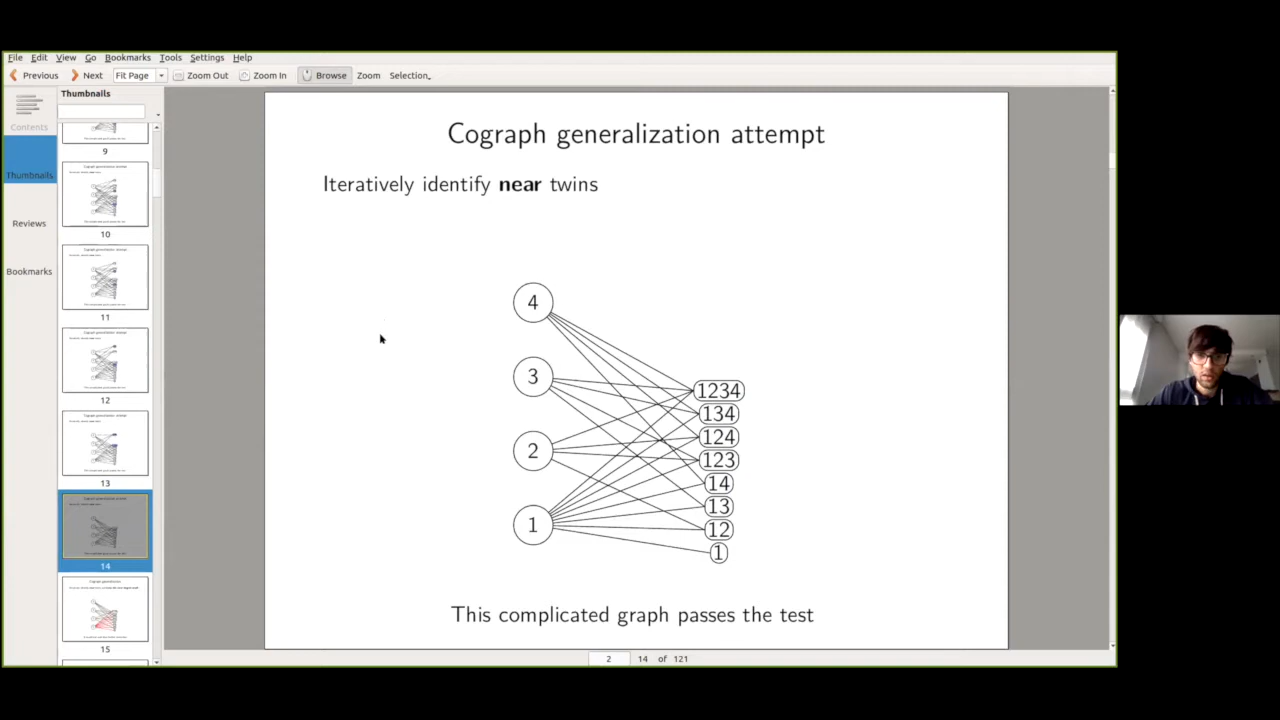 File Edit View Go Bookmarks Tools Settings Help
Previous Next Fit Page Zoom Out Zoom In Browse Zoom Selection
Contents
Thumbnails
Reviews
Bookmarks
Thumbnails
9
10
11
12
13
14
15
Cograph generalization attempt
Iteratively identify near twins
4
3
2
1
1234
134
124
123
14
13
12
1
This complicated graph passes the test
2 14 of 121